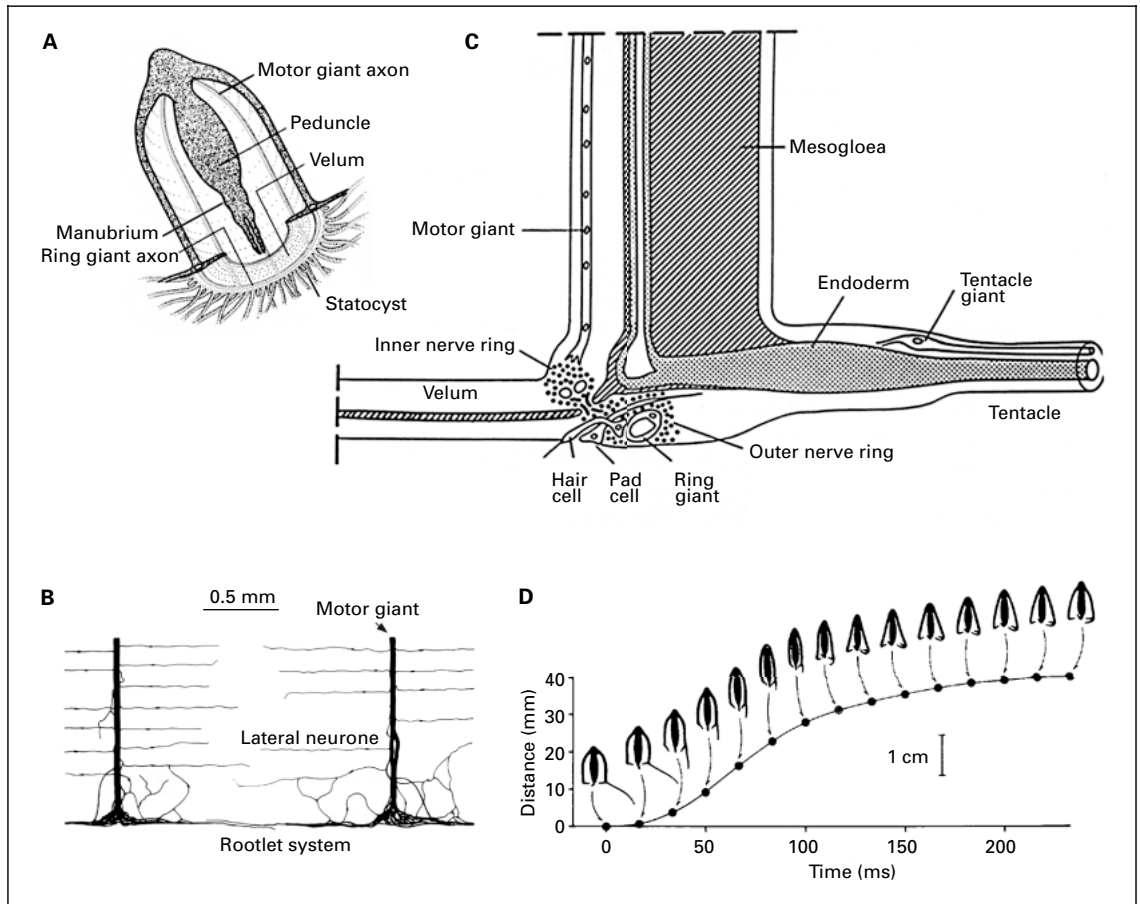 A
Motor giant axon
Peduncle
Velum
Manubrium
Ring giant axon
Statocyst
C
Mesogloea
Motor giant
Endoderm
Tentacle
giant
Inner nerve ring
Velum
Tentacle
Outer nerve ring
Hair
cell
Pad
cell
Ring
giant
B
0.5 mm
Motor giant
Lateral neurone
Rootlet system
D
Distance (mm)
40
30
20
10
0
1 cm
0 50 100 150 200
Time (ms)